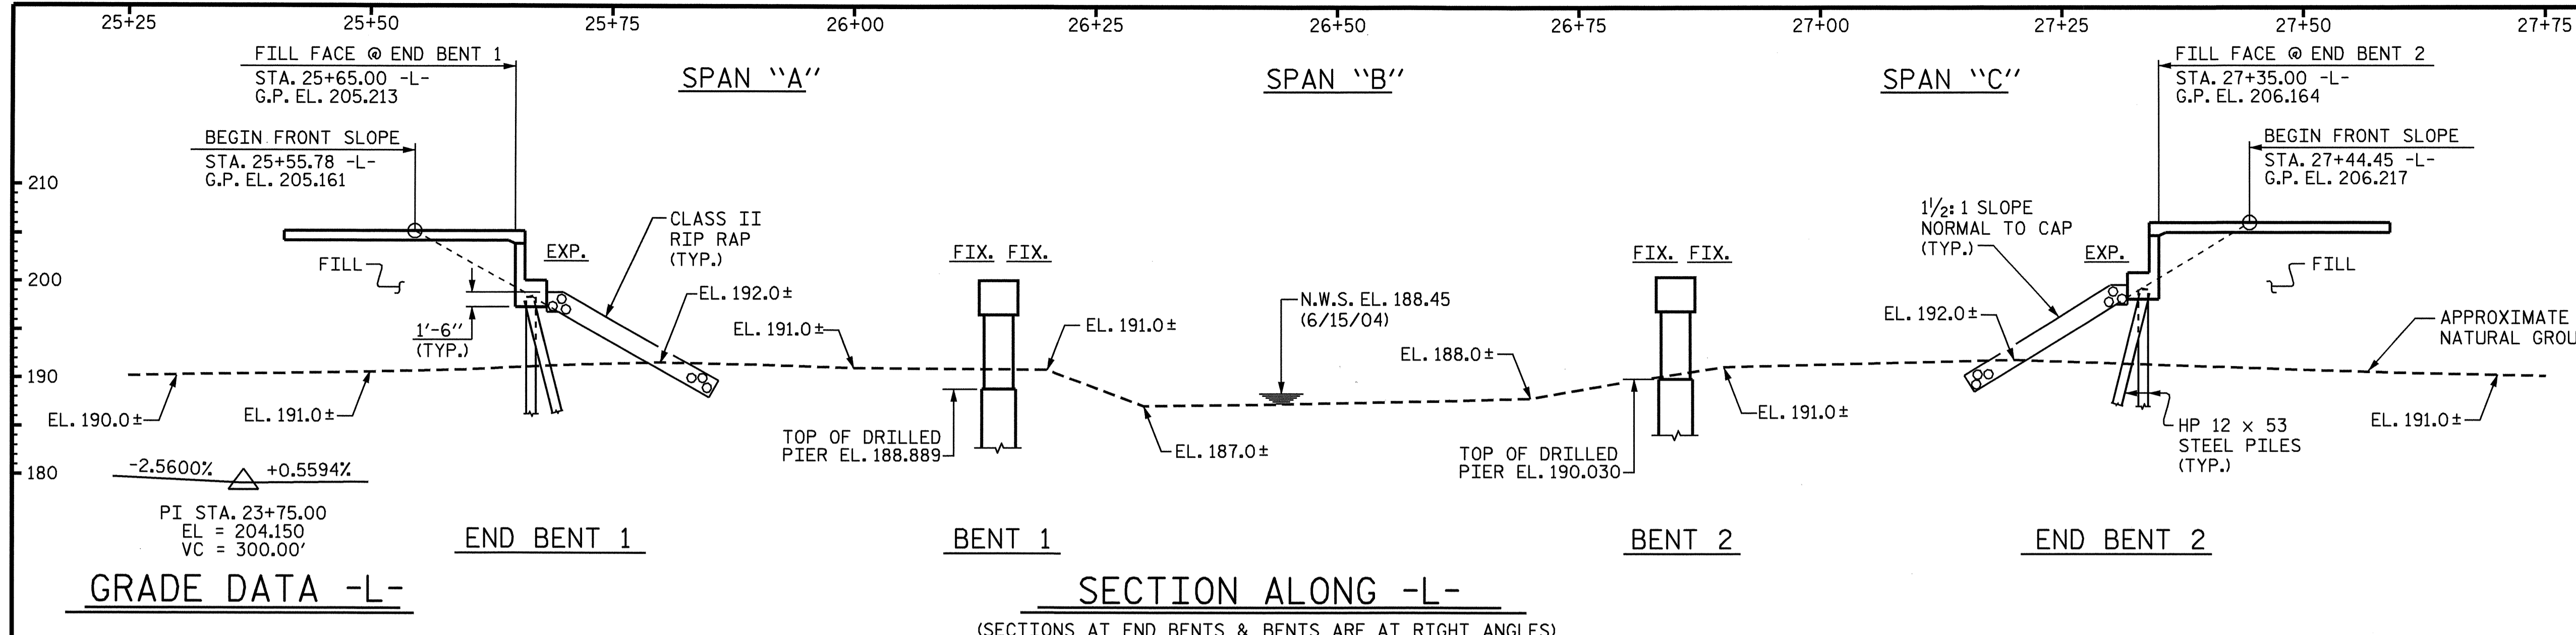 25+25 25+50 25+75 26+00 26+25 26+50 26+75 27+00 27+25 27+50 27+75
FILL FACE @ END BENT 1
STA. 25+65.00 -L-
G.P. EL. 205.213
SPAN "A"
SPAN "B"
SPAN "C"
FILL FACE @ END BENT 2
STA. 27+35.00 -L-
G.P. EL. 206.164
BEGIN FRONT SLOPE
STA. 25+55.78 -L-
G.P. EL. 205.161
BEGIN FRONT SLOPE
STA. 27+44.45 -L-
G.P. EL. 206.217
210
200
190
180
FILL
EXP.
CLASS II
RIP RAP
(TYP.)
EL. 192.0±
1'-6"
(TYP.)
EL. 190.0±
EL. 191.0±
EL. 191.0±
FIX. FIX.
EL. 191.0±
TOP OF DRILLED
PIER EL. 188.889
EL. 187.0±
N.W.S. EL. 188.45
(6/15/04)
EL. 188.0±
FIX. FIX.
TOP OF DRILLED
PIER EL. 190.030
EL. 191.0±
1½:1 SLOPE
NORMAL TO CAP
(TYP.)
EXP.
EL. 192.0±
FILL
APPROXIMATE
NATURAL GROU
HP 12 x 53
STEEL PILES
(TYP.)
EL. 191.0±
-2.5600% +0.5594%
PI STA. 23+75.00
EL = 204.150
VC = 300.00'
GRADE DATA -L-
END BENT 1
BENT 1
BENT 2
END BENT 2
SECTION ALONG -L-
(SECTIONS AT END BENTS & BENTS ARE AT RIGHT ANGLES)